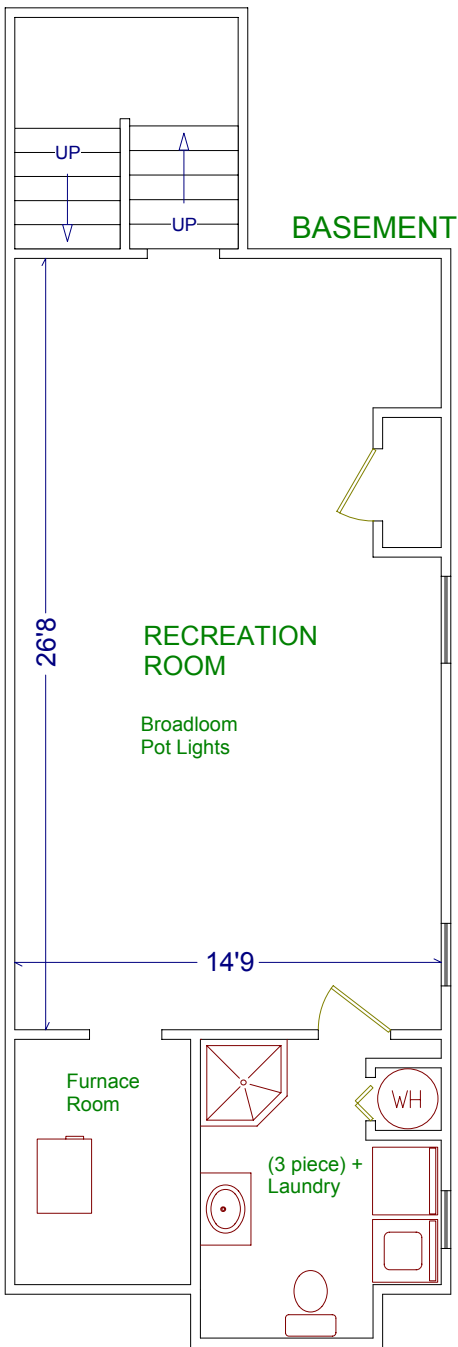 UP
UP
BASEMENT
26'8
RECREATION
ROOM
Broadloom
Pot Lights
14'9
Furnace
Room
WH
(3 piece) +
Laundry